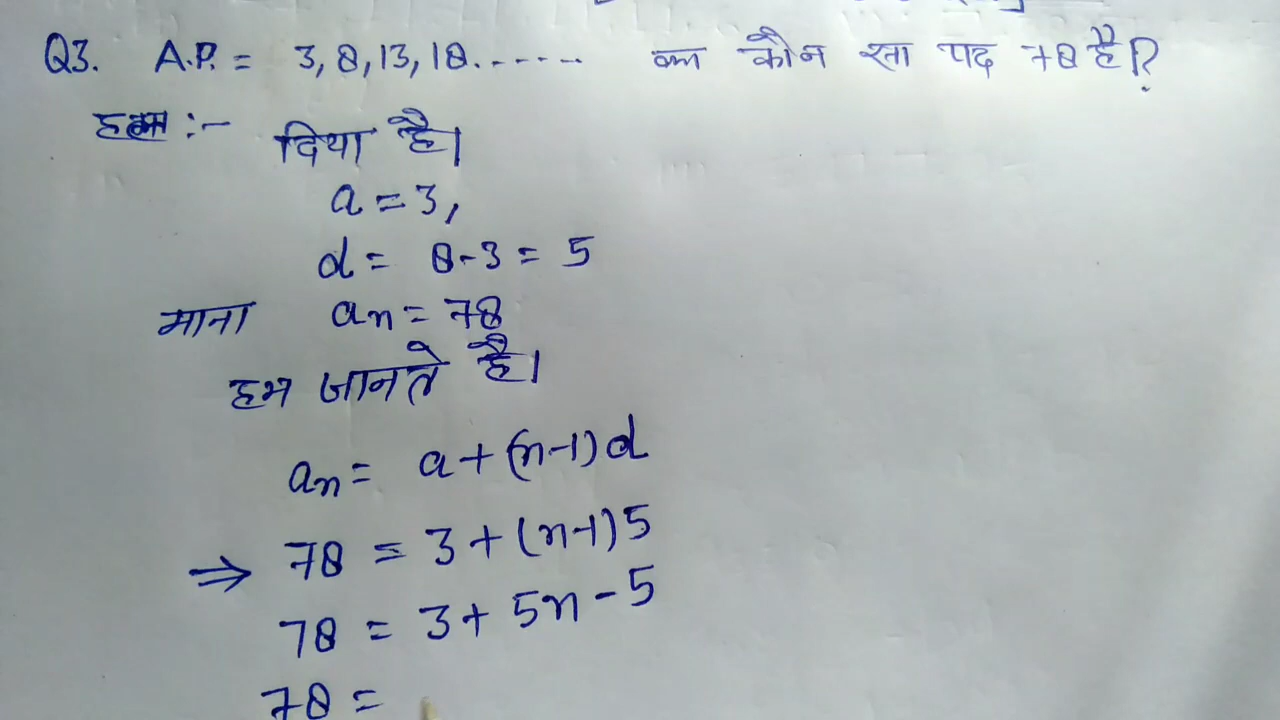 Q3. A.P. = 3, 8, 13, 18...... का कौन सा पद 78 है?
हल :-
दिया है।
a = 3,
d = 8-3 = 5
माना an = 78
हम जानते है।
an = a + (n-1)d
⇒ 78 = 3 + (n-1)5
78 = 3 + 5n - 5
78 =